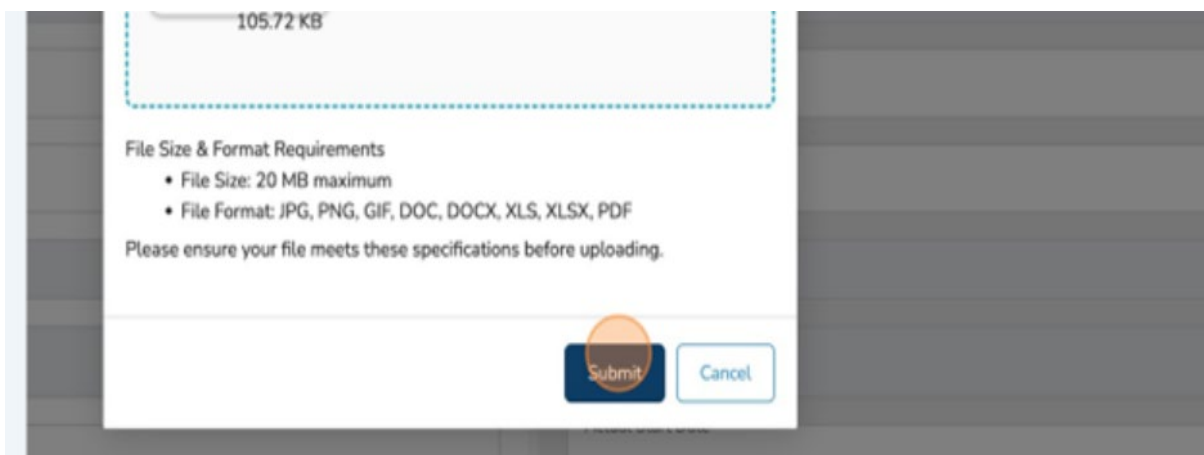 105.72 KB
File Size & Format Requirements
• File Size: 20 MB maximum
• File Format: JPG, PNG, GIF, DOC, DOCX, XLS, XLSX, PDF
Please ensure your file meets these specifications before uploading.
Submit
Cancel